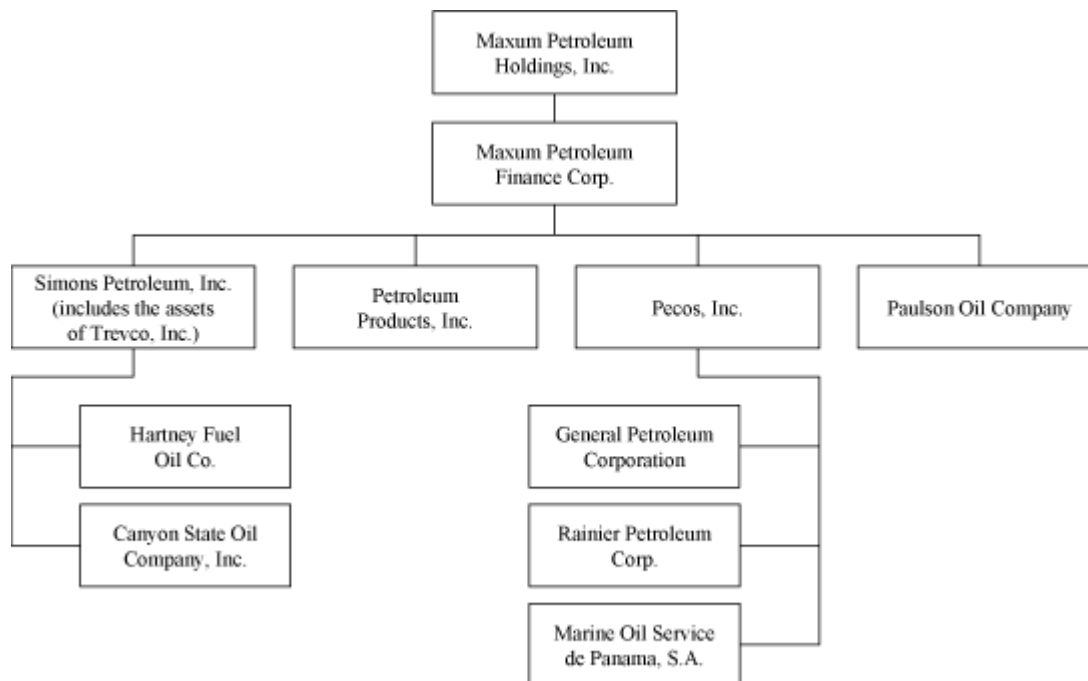 Maxum Petroleum
Holdings, Inc.
Maxum Petroleum
Finance Corp.
Simons Petroleum, Inc.
(includes the assets
of Trevco, Inc.)
Petroleum
Products, Inc.
Pecos, Inc.
Paulson Oil Company
Hartney Fuel
Oil Co.
Canyon State Oil
Company, Inc.
General Petroleum
Corporation
Rainier Petroleum
Corp.
Marine Oil Service
de Panama, S.A.